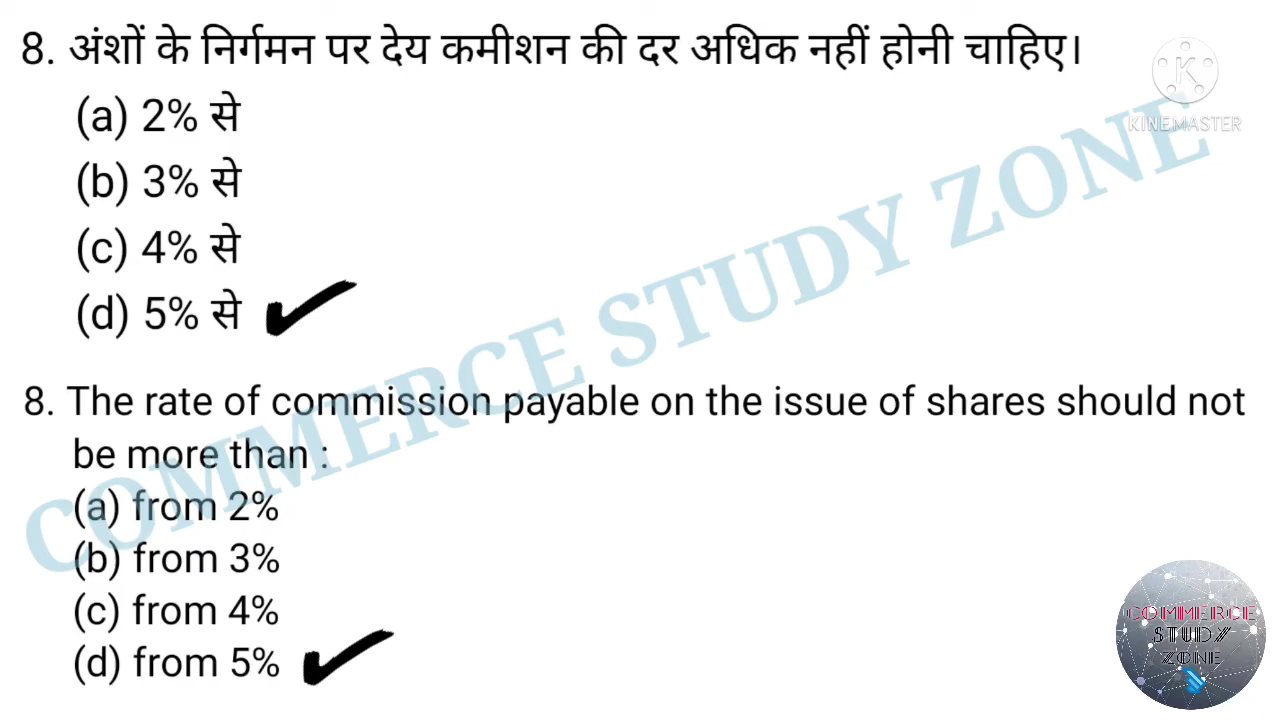 8. अंशों के निर्गमन पर देय कमीशन की दर अधिक नहीं होनी चाहिए।
(a) 2% से
(b) 3% से
(c) 4% से
(d) 5% से
8. The rate of commission payable on the issue of shares should not
be more than :
(a) from 2%
(b) from 3%
(c) from 4%
(d) from 5%
COMMERCE STUDY ZONE
K
KINEMASTER
COMMERCE
STUDY
ZONE